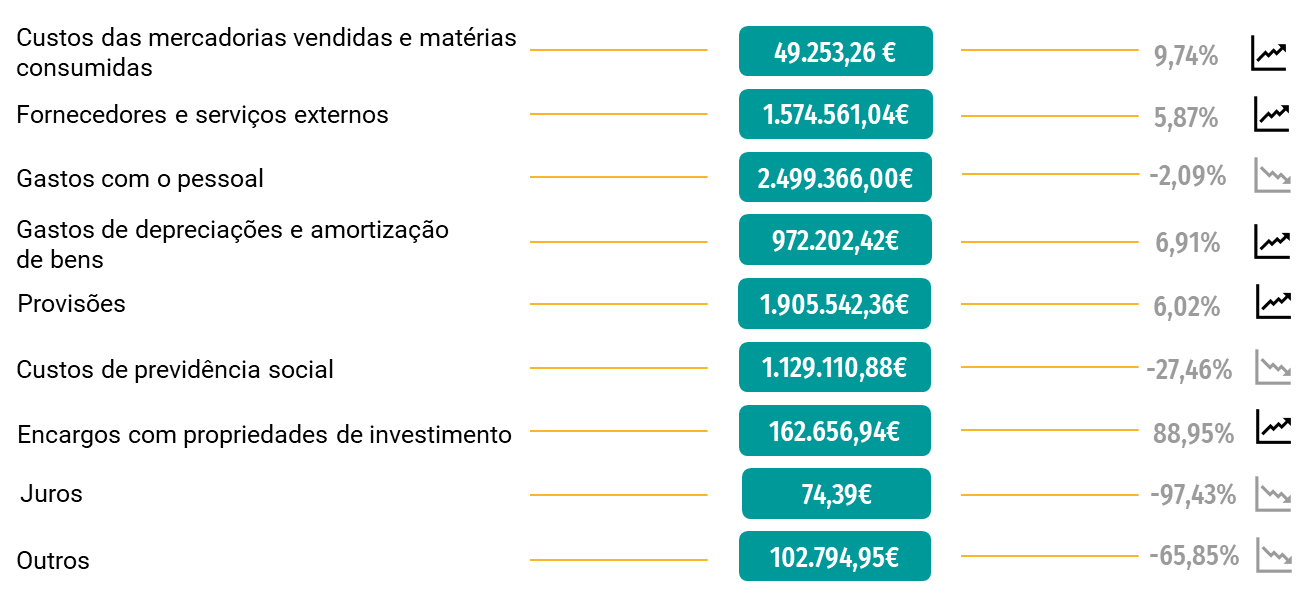 Custos das mercadorias vendidas e matérias
consumidas
49.253,26 €
9,74%
Fornecedores e serviços externos
1.574.561,04€
5,87%
Gastos com o pessoal
2.499.366,00€
-2,09%
Gastos de depreciações e amortização
de bens
972.202,42€
6,91%
Provisões
1.905.542,36€
6,02%
Custos de previdência social
1.129.110,88€
-27,46%
Encargos com propriedades de investimento
162.656,94€
88,95%
Juros
74,39€
-97,43%
Outros
102.794,95€
-65,85%